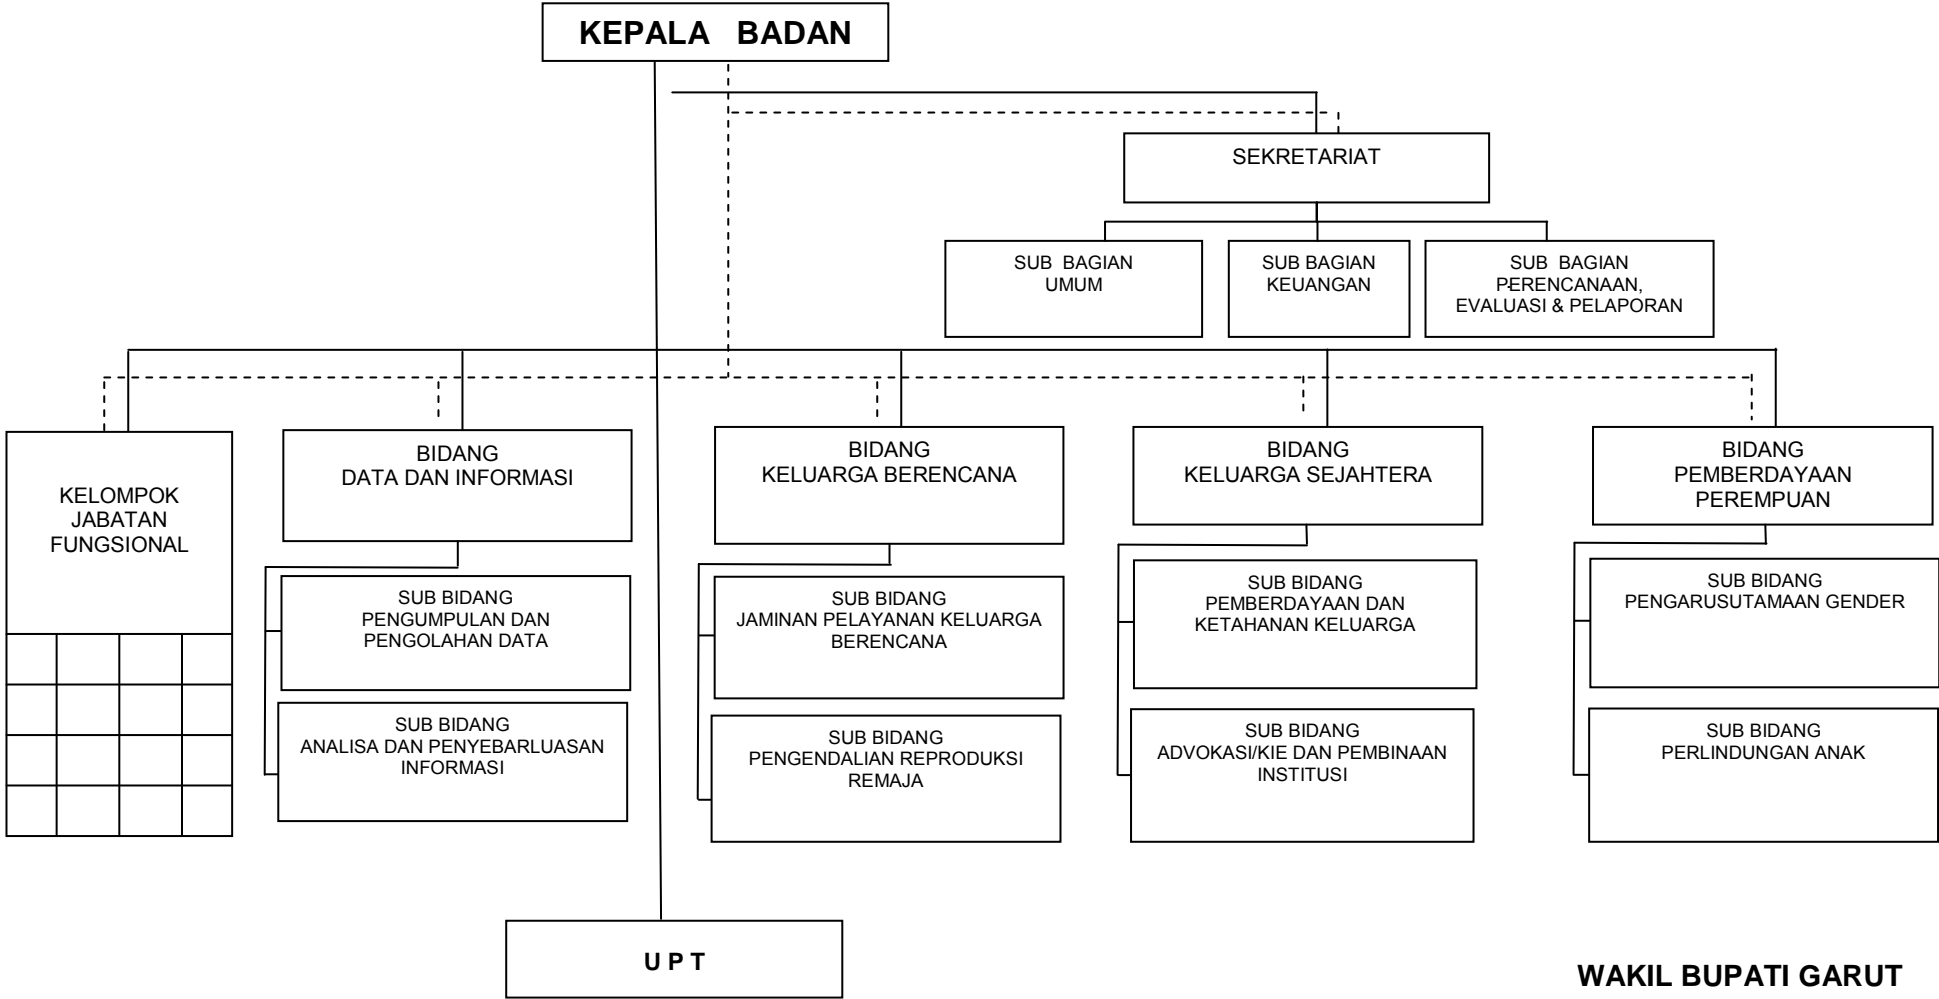 KEPALA BADAN
SEKRETARIAT
SUB BAGIAN
UMUM
SUB BAGIAN
KEUANGAN
SUB BAGIAN
PERENCANAAN,
EVALUASI & PELAPORAN
KELOMPOK
JABATAN
FUNGSIONAL
BIDANG
DATA DAN INFORMASI
BIDANG
KELUARGA BERENCANA
BIDANG
KELUARGA SEJAHTERA
BIDANG
PEMBERDAYAAN
PEREMPUAN
SUB BIDANG
PENGUMPULAN DAN
PENGOLAHAN DATA
SUB BIDANG
JAMINAN PELAYANAN KELUARGA
BERENCANA
SUB BIDANG
PEMBERDAYAAN DAN
KETAHANAN KELUARGA
SUB BIDANG
PENGARUSUTAMAAN GENDER
SUB BIDANG
ANALISA DAN PENYEBARLUASAN
INFORMASI
SUB BIDANG
PENGENDALIAN REPRODUKSI
REMAJA
SUB BIDANG
ADVOKASI/KIE DAN PEMBINAAN
INSTITUSI
SUB BIDANG
PERLINDUNGAN ANAK
U P T
WAKIL BUPATI GARUT